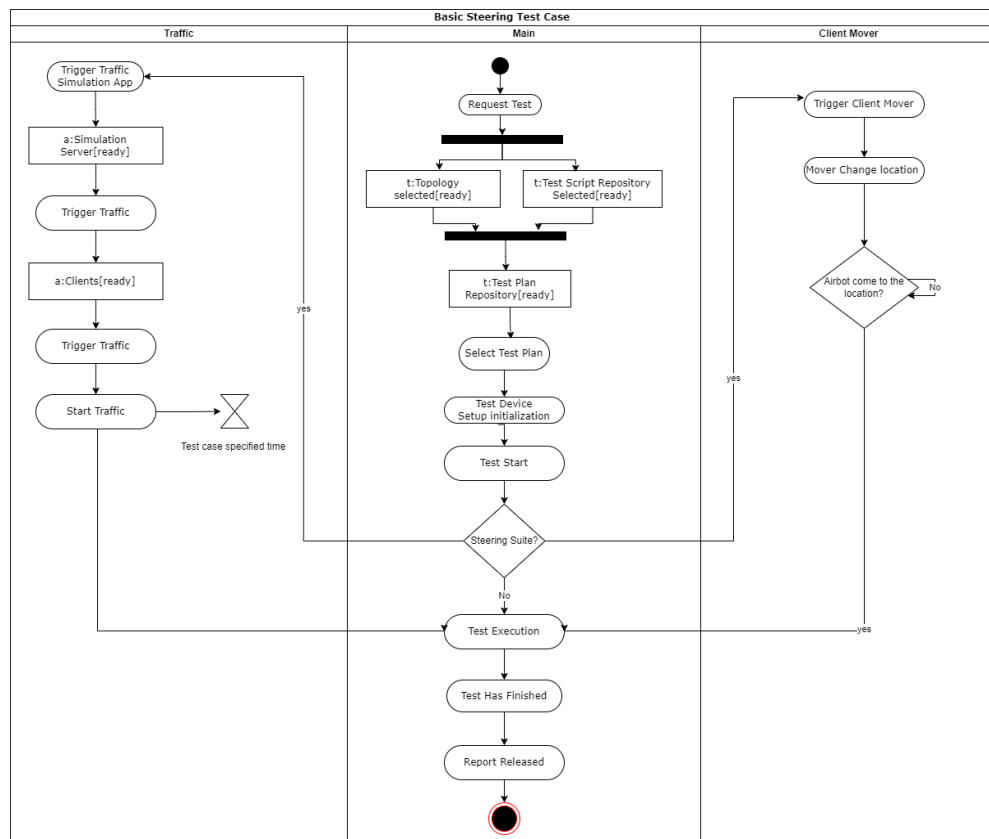 Basic Steering Test Case
Traffic
Main
Client Mover
Trigger Traffic
Simulation App
a:Simulation
Server[ready]
Trigger Traffic
a:Clients[ready]
Trigger Traffic
Start Traffic
Test case specified time
yes
Request Test
t:Topology
selected[ready]
t:Test Script Repository
Selected[ready]
t:Test Plan
Repository[ready]
Select Test Plan
Test Device
Setup initialization
Test Start
Steering Suite?
No
Test Execution
Test Has Finished
Report Released
yes
Trigger Client Mover
Mover Change location
Airbot come to the
location?
No
yes